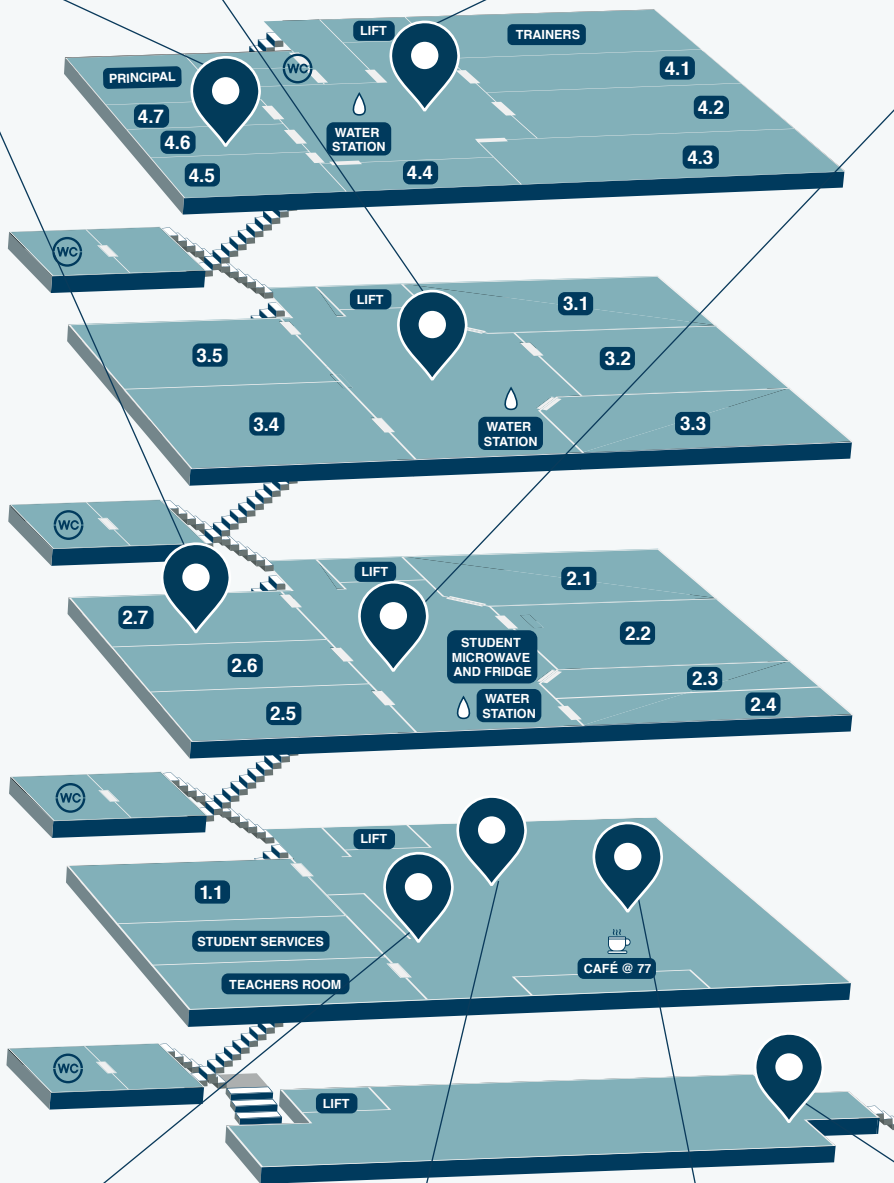 LIFT
TRAINERS
WC
PRINCIPAL
4.1
4.7
4.2
WATER
STATION
4.6
4.3
4.5
4.4
WC
LIFT
3.1
3.5
3.2
3.4
WATER
STATION
3.3
WC
LIFT
2.1
2.7
2.2
STUDENT
MICROWAVE
AND FRIDGE
2.6
2.3
2.5
WATER
STATION
2.4
WC
LIFT
1.1
STUDENT SERVICES
CAFÉ @ 77
TEACHERS ROOM
WC
LIFT